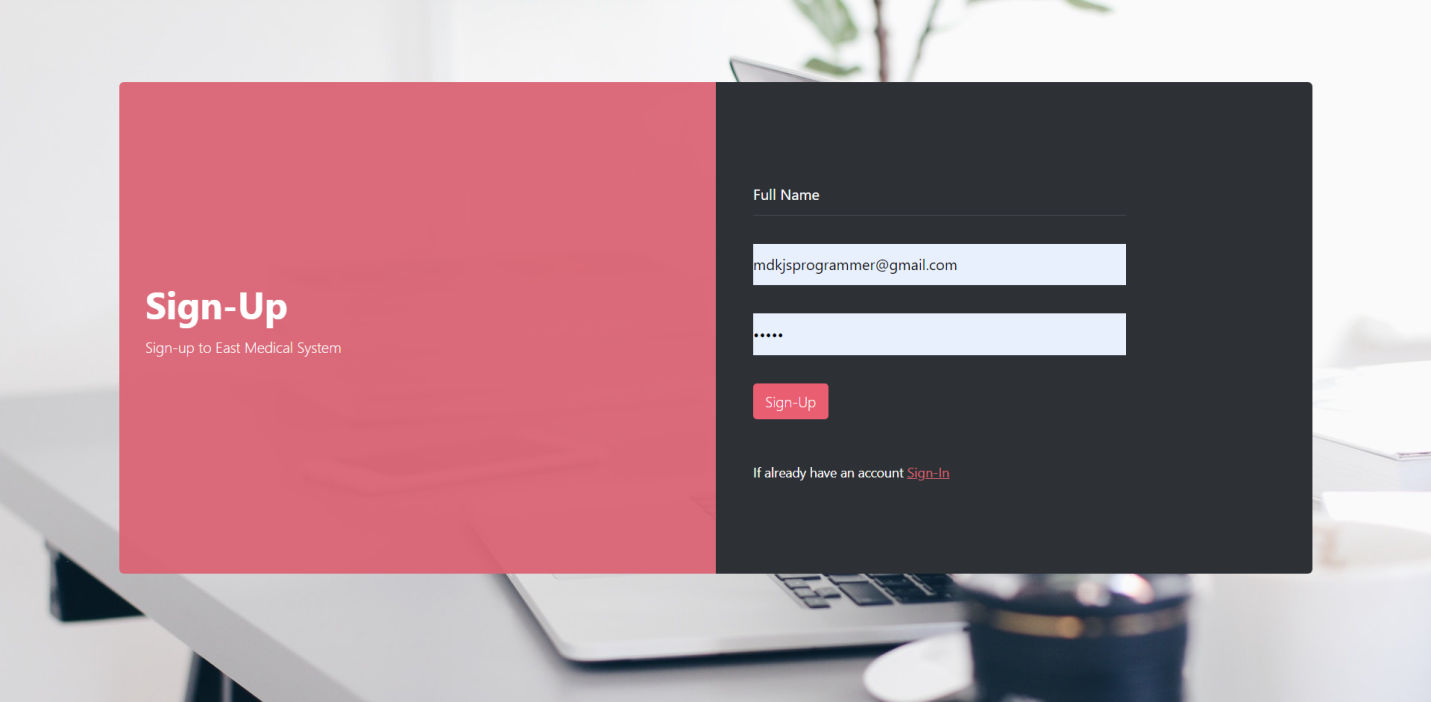 Sign-Up
Sign-up to East Medical System
Full Name
mdkjsprogrammer@gmail.com
•••••
Sign-Up
If already have an account Sign-In